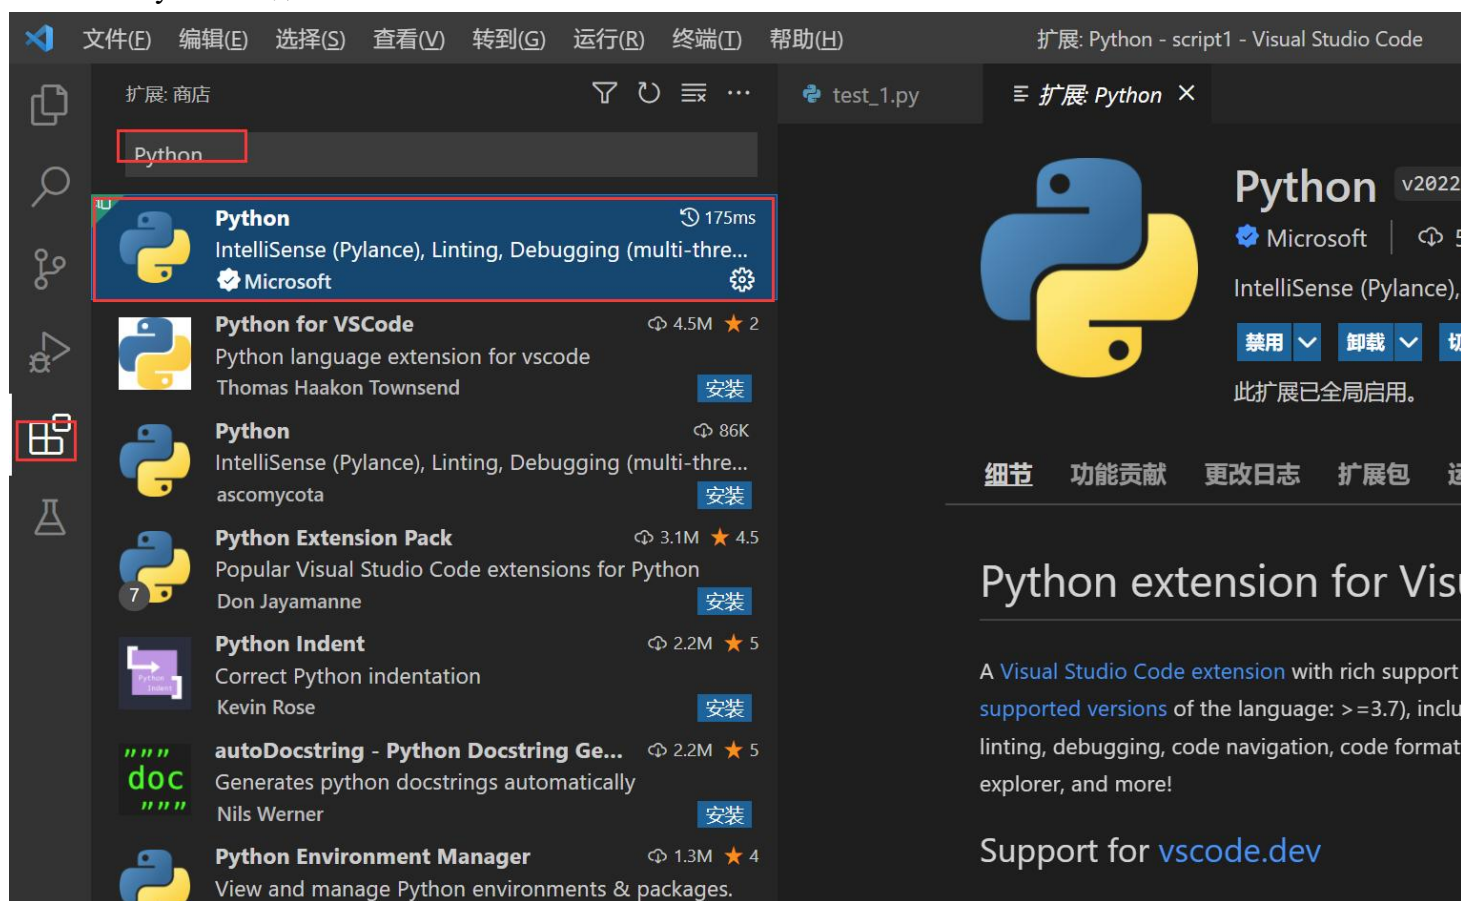 文件(F) 编辑(E) 选择(S) 查看(V) 转到(G) 运行(R) 终端(T) 帮助(H) 扩展: Python - script1 - Visual Studio Code
扩展: 商店
test_1.py
扩展: Python
Python
Python 175ms
IntelliSense (Pylance), Linting, Debugging (multi-thre...
Microsoft
Python for VSCode 4.5M ★ 2
Python language extension for vscode
Thomas Haakon Townsend 安装
Python 86K
IntelliSense (Pylance), Linting, Debugging (multi-thre...
ascomycota 安装
Python Extension Pack 3.1M ★ 4.5
Popular Visual Studio Code extensions for Python
7
Don Jayamanne 安装
Python Indent 2.2M ★ 5
Correct Python indentation
Python
Indent
Kevin Rose 安装
autoDocstring - Python Docstring Ge... 2.2M ★ 5
"""
doc
"""
Generates python docstrings automatically
Nils Werner 安装
Python Environment Manager 1.3M ★ 4
View and manage Python environments & packages.
Python v2022
Microsoft
IntelliSense (Pylance),
禁用 卸载
此扩展已全局启用。
细节 功能贡献 更改日志 扩展包
Python extension for
A Visual Studio Code extension with rich support
supported versions of the language: >=3.7),
linting, debugging, code navigation, code
explorer, and more!
Support for vscode.dev